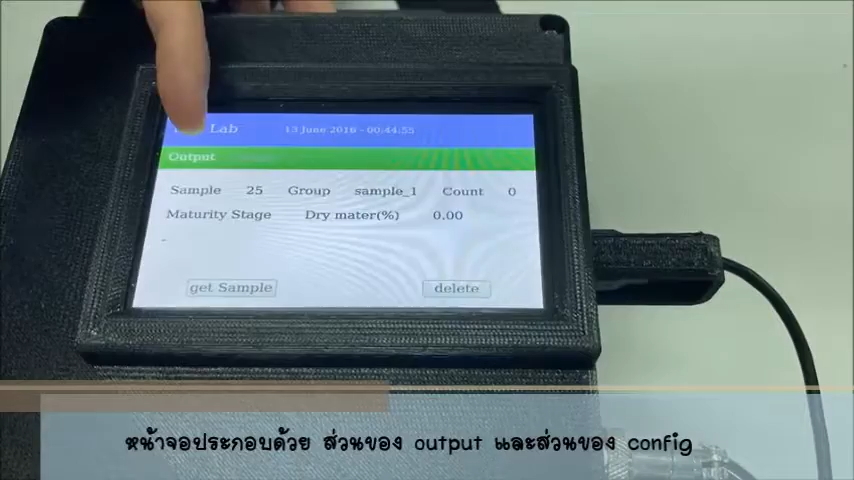 Lab 13 June 2016 - 00:44:55
Output
Sample 25 Group sample_1 Count 0
Maturity Stage Dry mater(%) 0.00
get Sample delete
หน้าจอประกอบด้วย ส่วนของ output และส่วนของ config